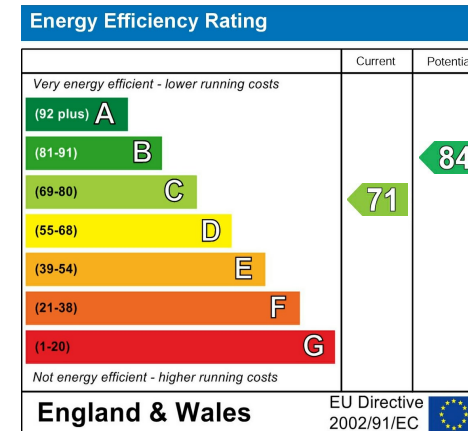 Energy Efficiency Rating
Current Potentia
Very energy efficient - lower running costs
(92 plus) A
(81-91) B
84
(69-80) C
71
(55-68) D
(39-54) E
(21-38) F
(1-20) G
Not energy efficient - higher running costs
England & Wales
EU Directive
2002/91/EC